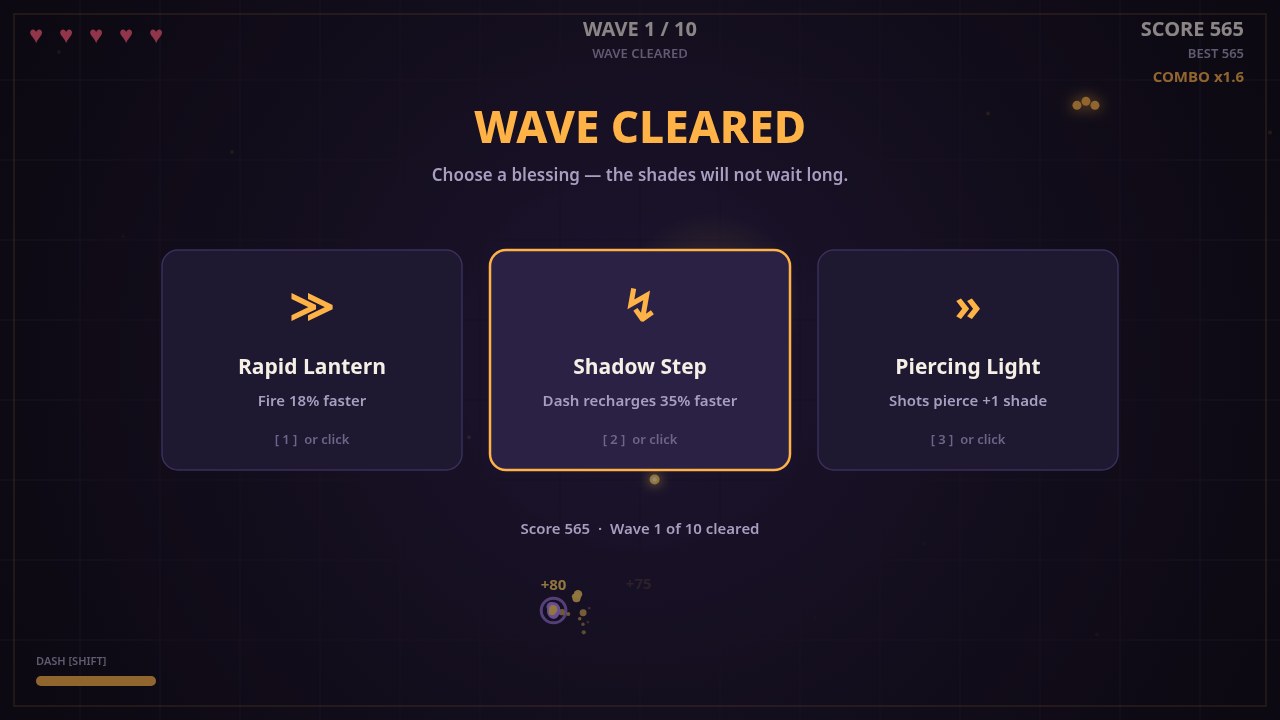 WAVE 1 / 10
WAVE CLEARED
SCORE 565
BEST 565
COMBO x1.6
WAVE CLEARED
Choose a blessing — the shades will not wait long.
Rapid Lantern
Fire 18% faster
[ 1 ] or click
Shadow Step
Dash recharges 35% faster
[ 2 ] or click
Piercing Light
Shots pierce +1 shade
[ 3 ] or click
Score 565 · Wave 1 of 10 cleared
+80
+75
DASH [SHIFT]